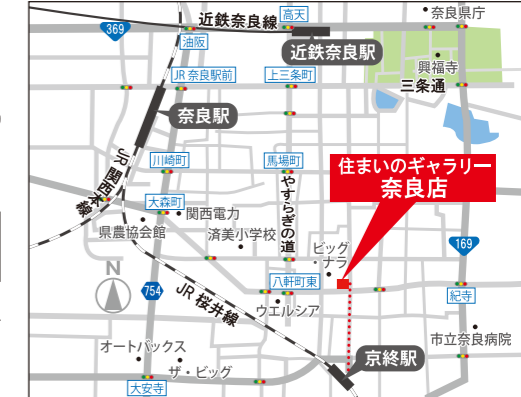 近鉄奈良線
高天
奈良県庁
369
油阪
近鉄奈良駅
興福寺
JR 奈良駅前
上三条町
三条通
奈良駅
JR 関西本線
川崎町
馬場町
住まいのギャラリー
奈良店
大森町
関西電力
やすらぎの道
県農協会館
済美小学校
ビッグ・ナラ
169
N
754
八軒町東
紀寺
JR 桜井線
ウエルシア
市立奈良病院
オートバックス
京終駅
ザ・ビッグ
大安寺